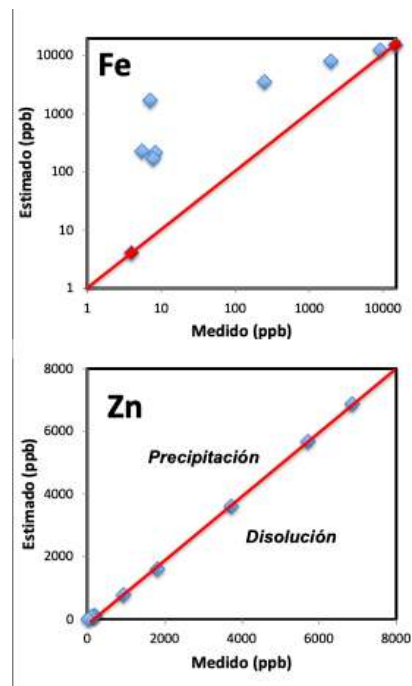 Fe
Estimado (ppb)
10000
1000
100
10
1
1 10 100 1000 10000
Medido (ppb)
Zn
Estimado (ppb)
8000
6000
4000
2000
0
Precipitación
Disolución
0 2000 4000 6000 8000
Medido (ppb)